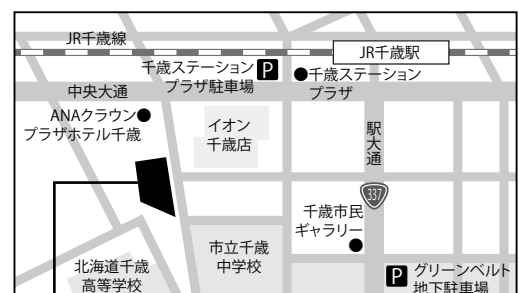 JR千歳線
JR千歳駅
千歳ステーション
プラザ駐車場
P
千歳ステーション
プラザ
中央大通
ANAクラウン
プラザホテル千歳
イオン
千歳店
駅大通
337
千歳市民
ギャラリー
市立千歳
中学校
北海道千歳
高等学校
P
グリーンベルト
地下駐車場